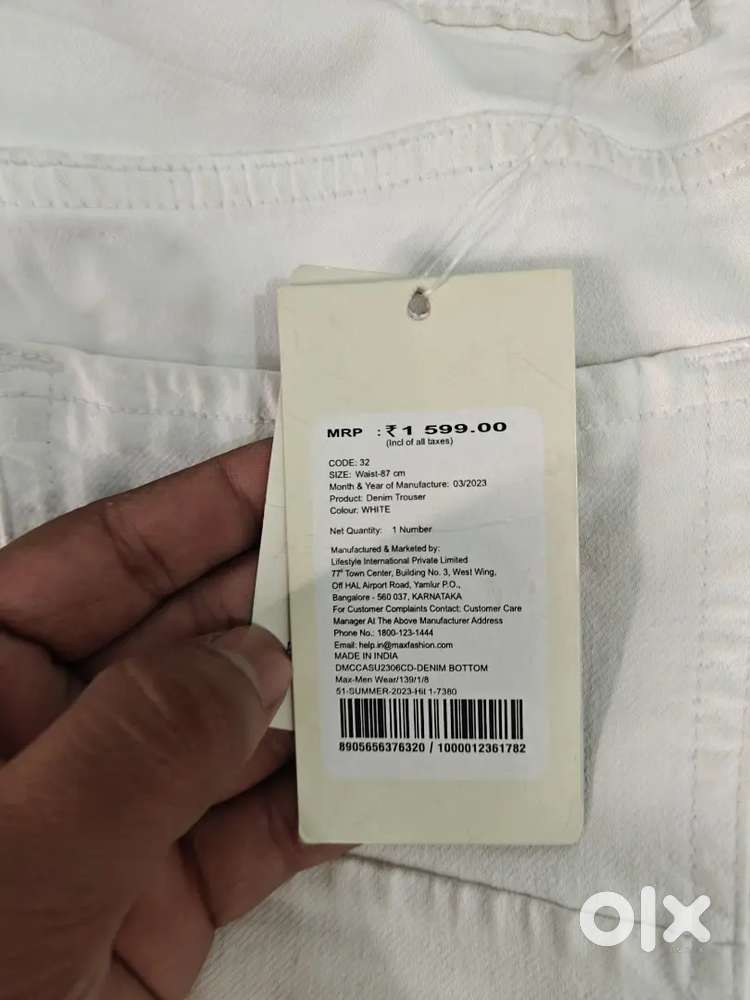 MRP : ₹ 1 599.00
(Incl of all taxes)
CODE: 32
SIZE: Waist-87 cm
Month & Year of Manufacture: 03/2023
Product: Denim Trouser
Colour: WHITE
Net Quantity: 1 Number
Manufactured & Marketed by:
Lifestyle International Private Limited
77° Town Center, Building No. 3, West Wing,
Off HAL Airport Road, Yamlur P.O.,
Bangalore - 560 037, KARNATAKA
For Customer Complaints Contact: Customer Care
Manager At The Above Manufacturer Address
Phone No.: 1800-123-1444
Email: help.in@maxfashion.com
MADE IN INDIA
DMCCASU2306CD-DENIM BOTTOM
Max-Men Wear/139/1/8
51-SUMMER-2023-Hit 1-7380
8905656376320 / 1000012361782
olx